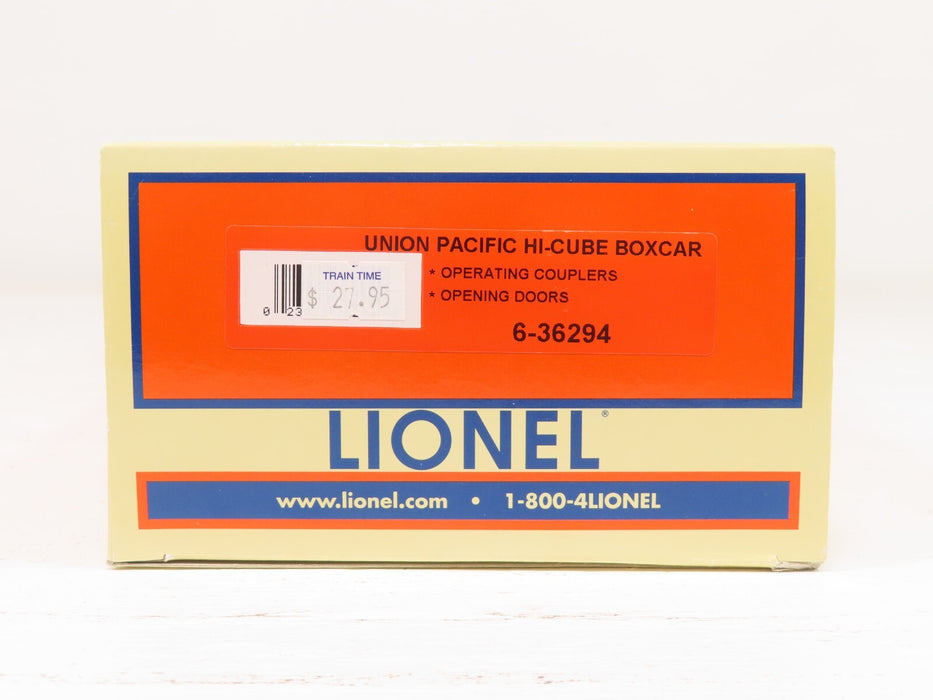 UNION PACIFIC HI-CUBE BOXCAR
* OPERATING COUPLERS
* OPENING DOORS
6-36294
TRAIN TIME
$ 27.95
0 23
LIONEL®
www.lionel.com • 1-800-4LIONEL